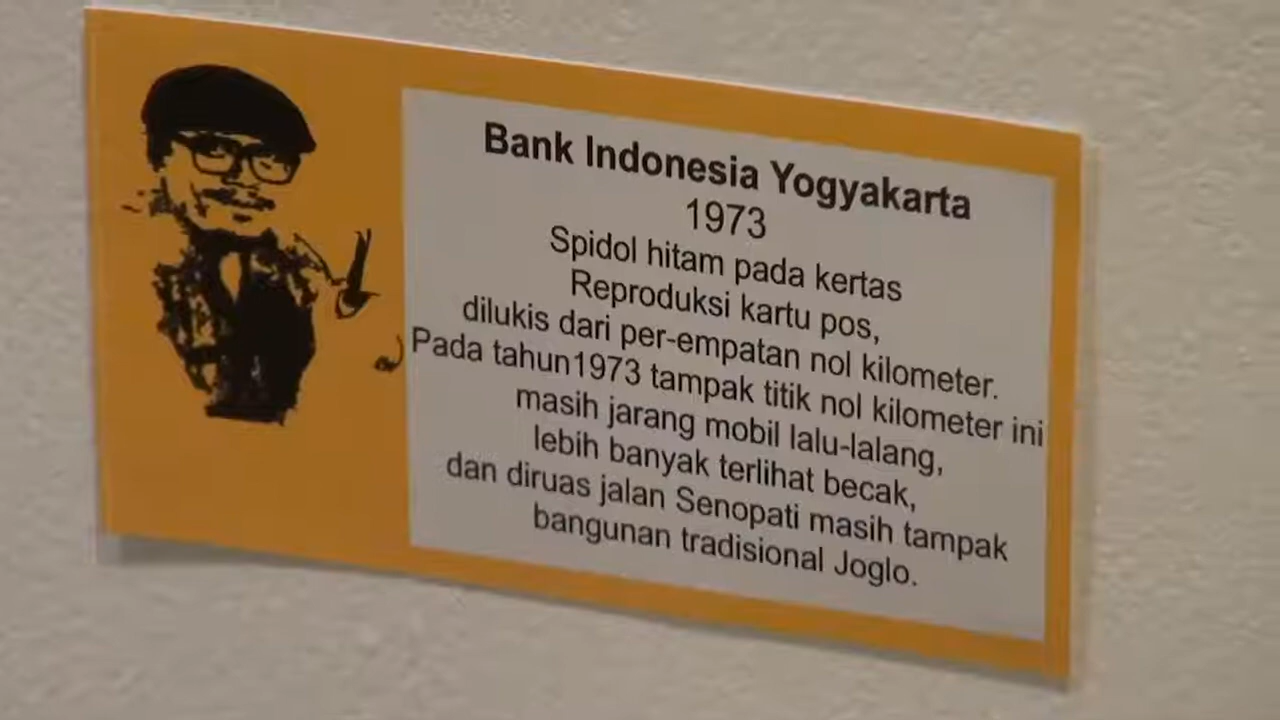 Bank Indonesia Yogyakarta
1973
Spidol hitam pada kertas
Reproduksi kartu pos,
dilukis dari per-empatan nol kilometer.
Pada tahun1973 tampak titik nol kilometer ini
masih jarang mobil lalu-lalang,
lebih banyak terlihat becak,
dan diruas jalan Senopati masih tampak
bangunan tradisional Joglo.